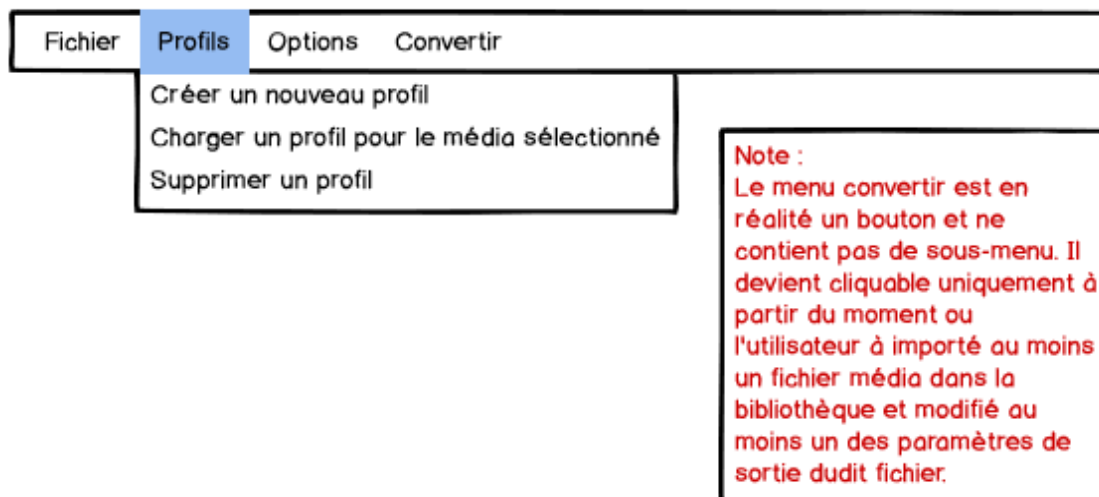 Fichier Profils Options Convertir
Créer un nouveau profil
Charger un profil pour le média sélectionné
Supprimer un profil
Note :
Le menu convertir est en
réalité un bouton et ne
contient pas de sous-menu. Il
devient cliquable uniquement à
partir du moment ou
l'utilisateur à importé au moins
un fichier média dans la
bibliothèque et modifié au
moins un des paramètres de
sortie dudit fichier.